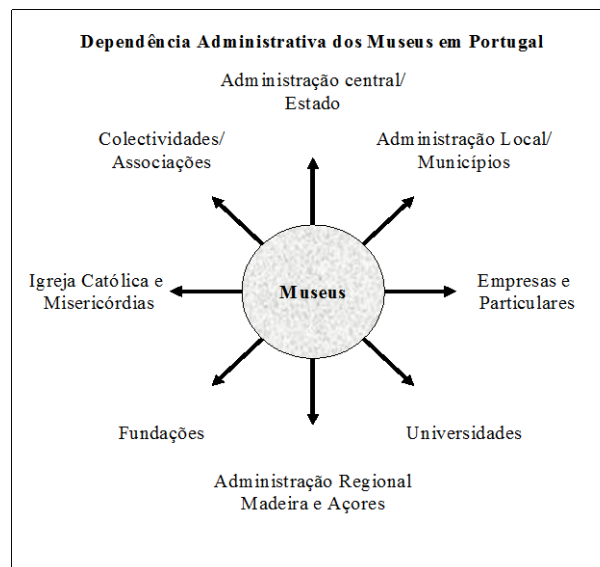 Dependência Administrativa dos Museus em Portugal
Administração central/
Estado
Colectividades/
Associações
Administração Local/
Municípios
Igreja Católica e
Misericórdias
Museus
Empresas e
Particulares
Fundações
Universidades
Administração Regional
Madeira e Açores